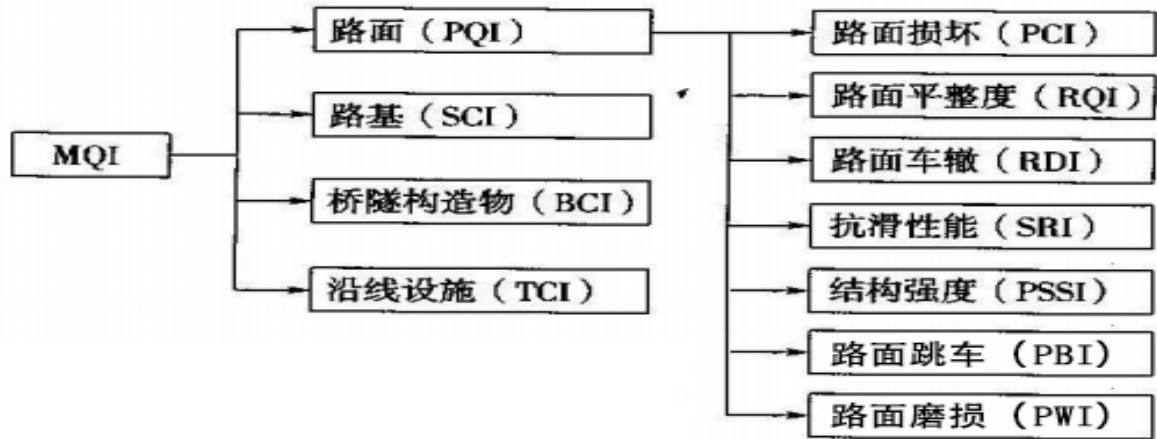 MQI
路面（PQI）
路基（SCI）
桥隧构造物（BCI）
沿线设施（TCI）
路面损坏（PCI）
路面平整度（RQI）
路面车辙（RDI）
抗滑性能（SRI）
结构强度（PSSI）
路面跳车（PBI）
路面磨损（PWI）